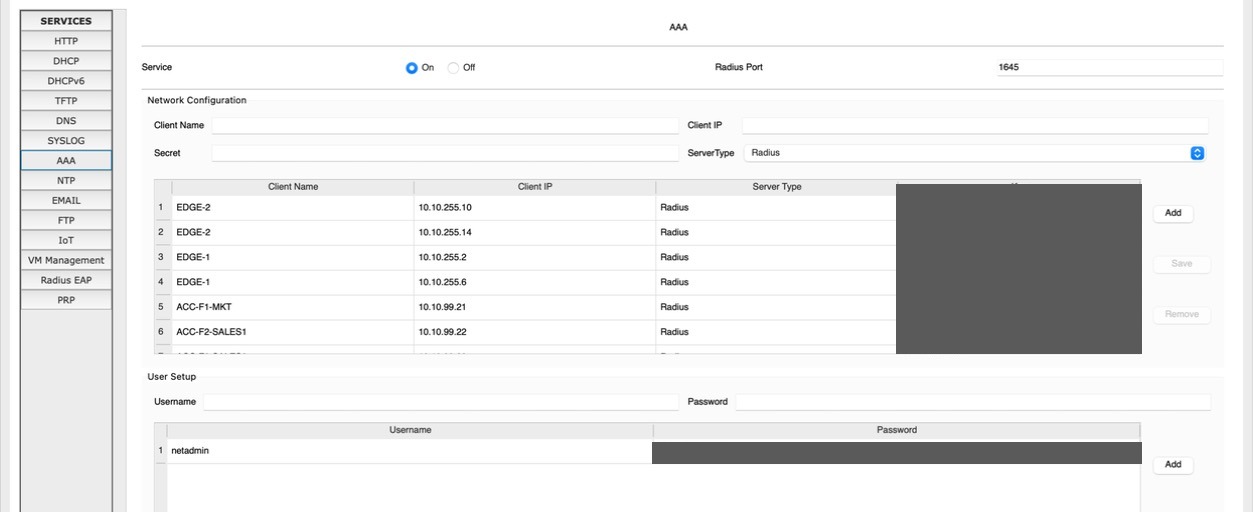 SERVICES
HTTP
DHCP
DHCPv6
TFTP
DNS
SYSLOG
AAA
NTP
EMAIL
FTP
IoT
VM Management
Radius EAP
PRP
AAA
Service On Off Radius Port 1645
Network Configuration
Client Name Client IP
Secret ServerType Radius
Client Name Client IP Server Type
1 EDGE-2 10.10.255.10 Radius
2 EDGE-2 10.10.255.14 Radius
3 EDGE-1 10.10.255.2 Radius
4 EDGE-1 10.10.255.6 Radius
5 ACC-F1-MKT 10.10.99.21 Radius
6 ACC-F2-SALES1 10.10.99.22 Radius
Add
Save
Remove
User Setup
Username Password
Username Password
1 netadmin
Add